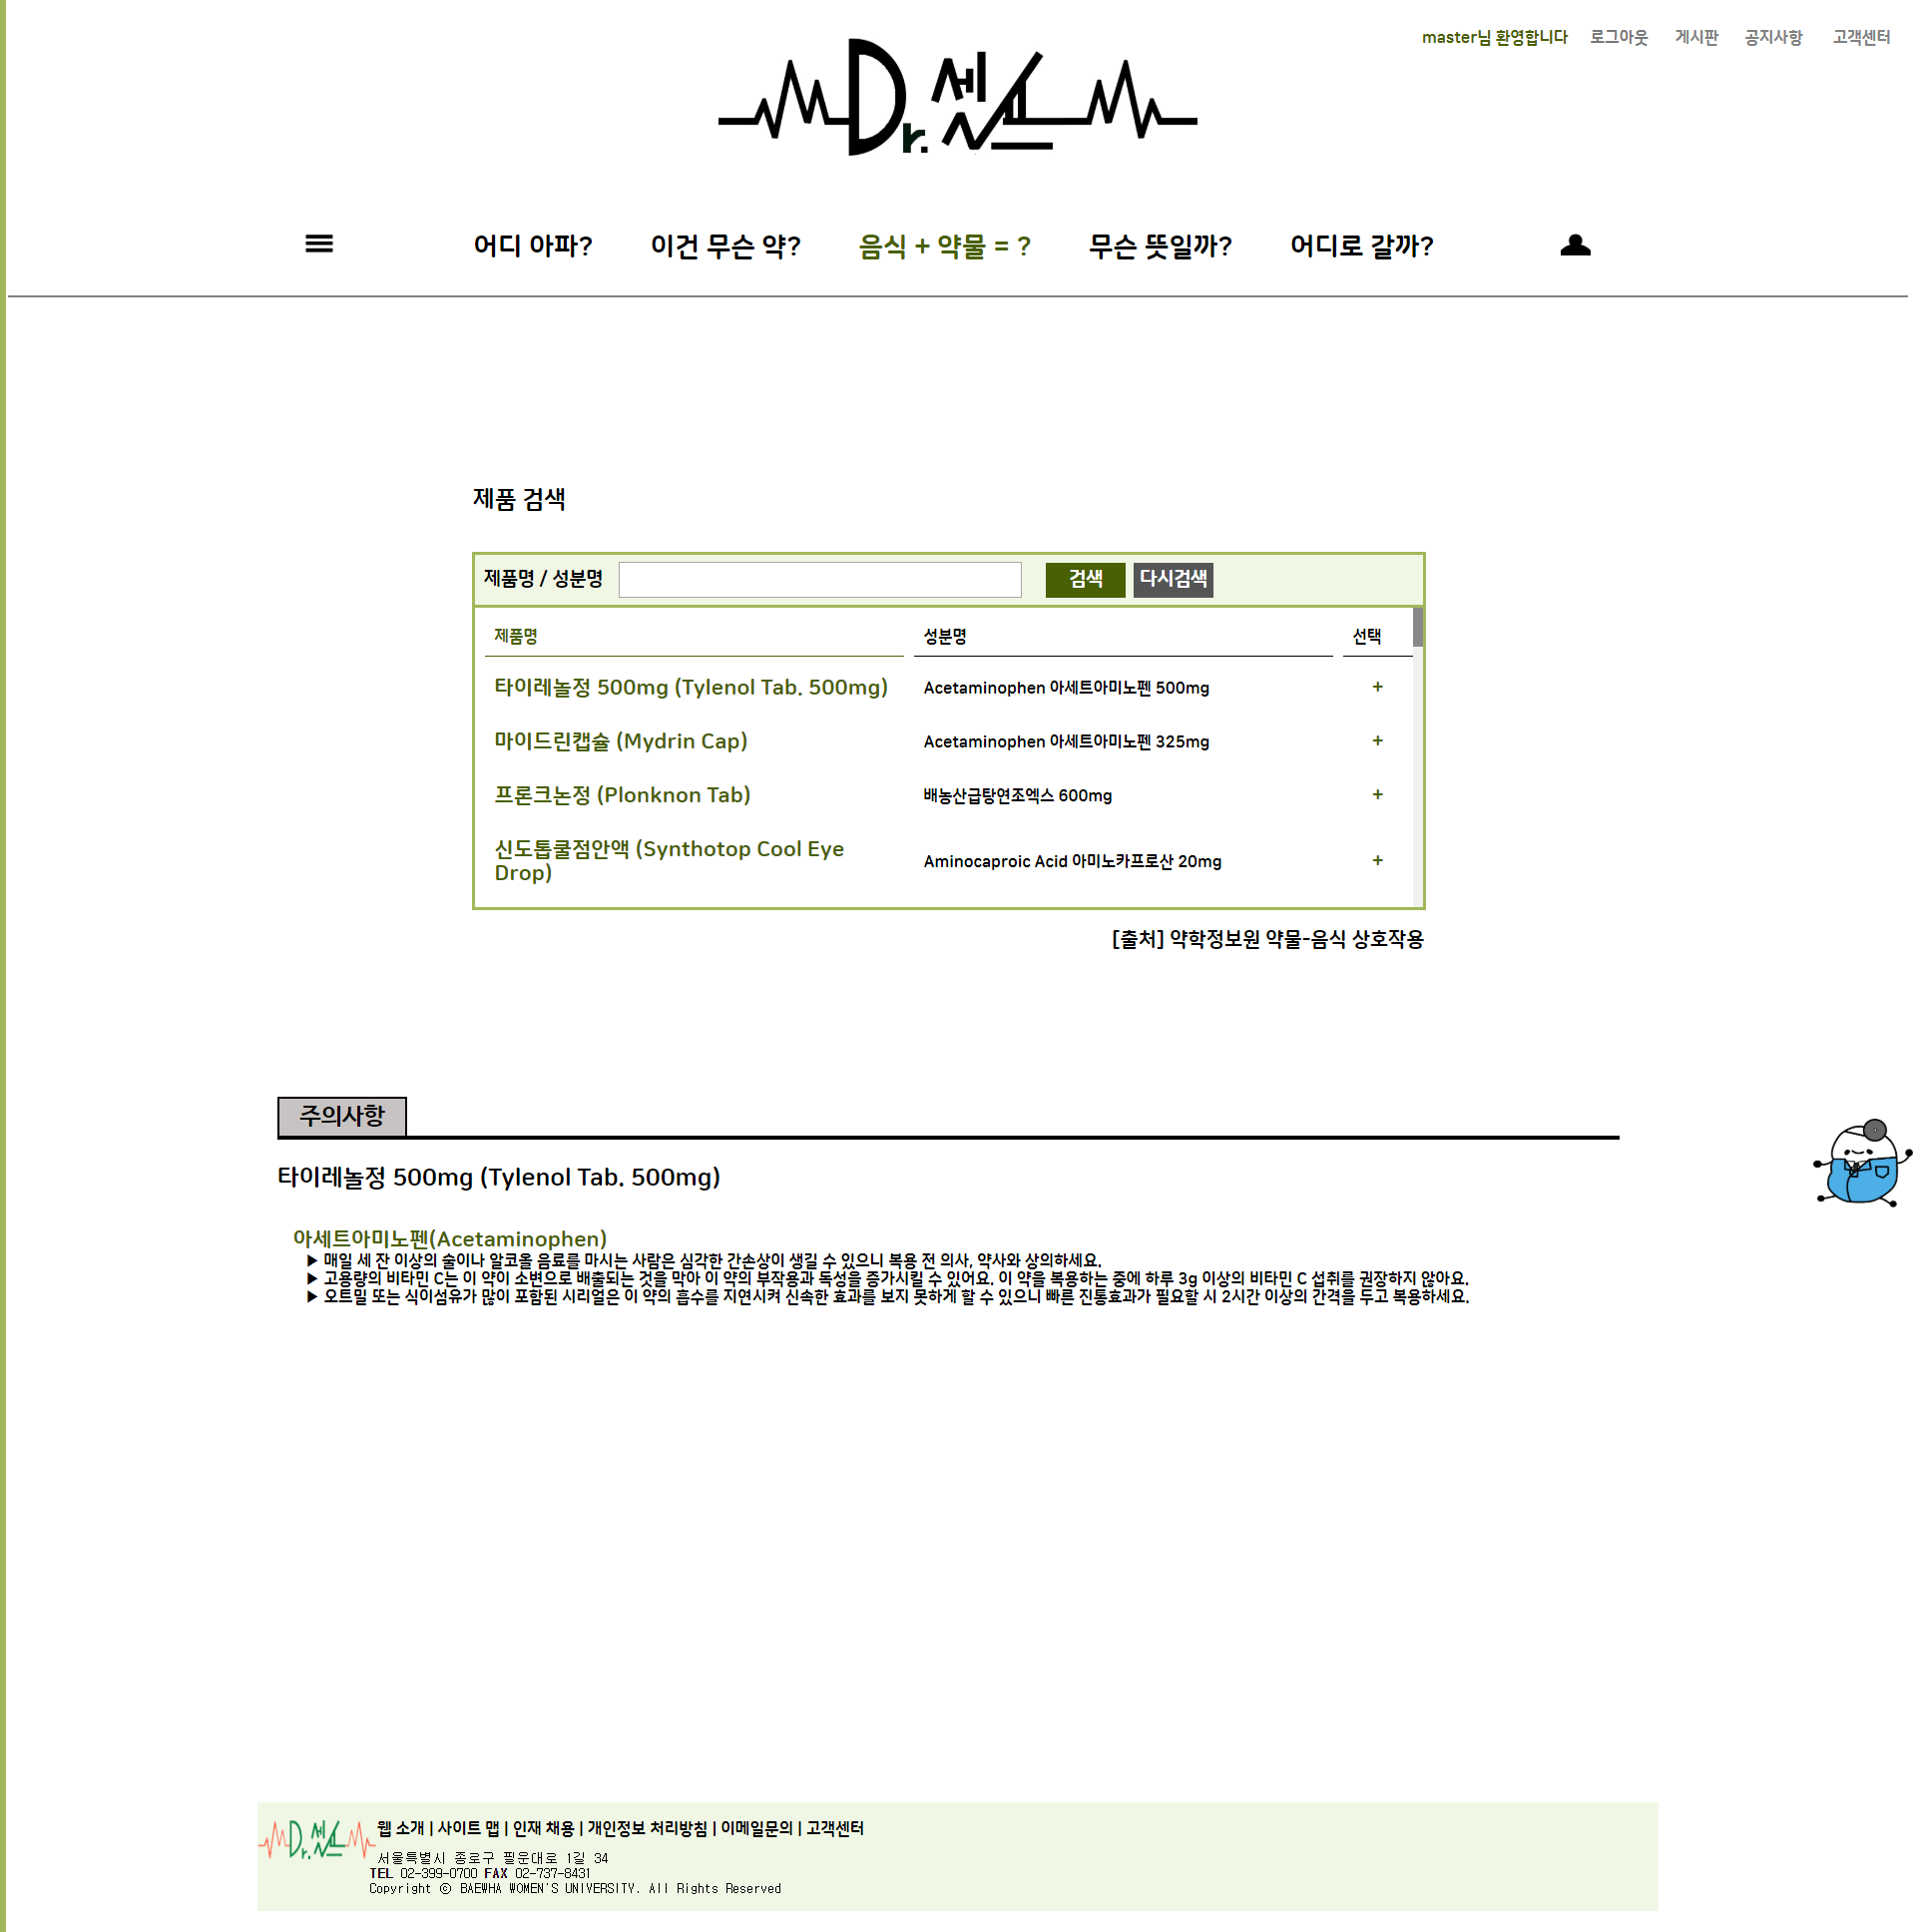 master님 환영합니다 로그아웃 게시판 공지사항 고객센터
Dr. 셀스
어디 아파? 이건 무슨 약? 음식 + 약물 = ? 무슨 뜻일까? 어디로 갈까?
제품 검색
제품명 / 성분명 검색 다시검색
제품명 성분명 선택
타이레놀정 500mg (Tylenol Tab. 500mg) Acetaminophen 아세트아미노펜 500mg +
마이드린캡슐 (Mydrin Cap) Acetaminophen 아세트아미노펜 325mg +
프론크논정 (Plonknon Tab) 배농산급탕연조엑스 600mg +
신도톱쿨점안액 (Synthotop Cool Eye
Drop) Aminocaproic Acid 아미노카프로산 20mg +
[출처] 약학정보원 약물-음식 상호작용
주의사항
타이레놀정 500mg (Tylenol Tab. 500mg)
아세트아미노펜(Acetaminophen)
▶ 매일 세 잔 이상의 술이나 알코올 음료를 마시는 사람은 심각한 간손상이 생길 수 있으니 복용 전 의사, 약사와 상의하세요.
▶ 고용량의 비타민 C는 이 약이 소변으로 배출되는 것을 막아 이 약의 부작용과 독성을 증가시킬 수 있어요. 이 약을 복용하는 중에 하루 3g 이상의 비타민 C 섭취를 권장하지 않아요.
▶ 오트밀 또는 식이섬유가 많이 포함된 시리얼은 이 약의 흡수를 지연시켜 신속한 효과를 보지 못하게 할 수 있으니 빠른 진통효과가 필요할 시 2시간 이상의 간격을 두고 복용하세요.
Dr. 셀스
웹 소개 | 사이트 맵 | 인재 채용 | 개인정보 처리방침 | 이메일문의 | 고객센터
서울특별시 종로구 필운대로 1길 34
TEL 02-399-0700 FAX 02-737-8431
Copyright ⓒ BAEWHA WOMEN'S UNIVERSITY. All Rights Reserved